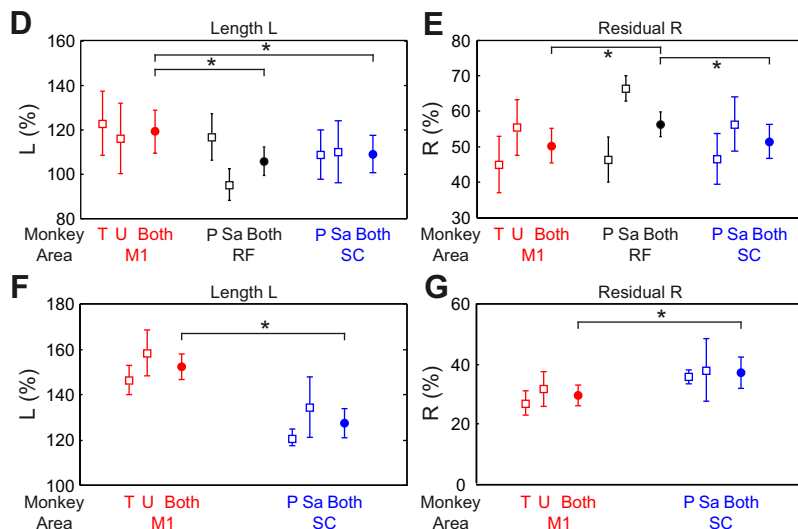 D
Length L
160
140
120
100
80
L (%)
*
*
Monkey T U Both P Sa Both P Sa Both
Area M1 RF SC
E
Residual R
80
70
60
50
40
30
R (%)
*
*
Monkey T U Both P Sa Both P Sa Both
Area M1 RF SC
F
Length L
180
160
140
120
100
L (%)
*
Monkey T U Both P Sa Both
Area M1 SC
G
Residual R
60
40
20
0
R (%)
*
Monkey T U Both P Sa Both
Area M1 SC